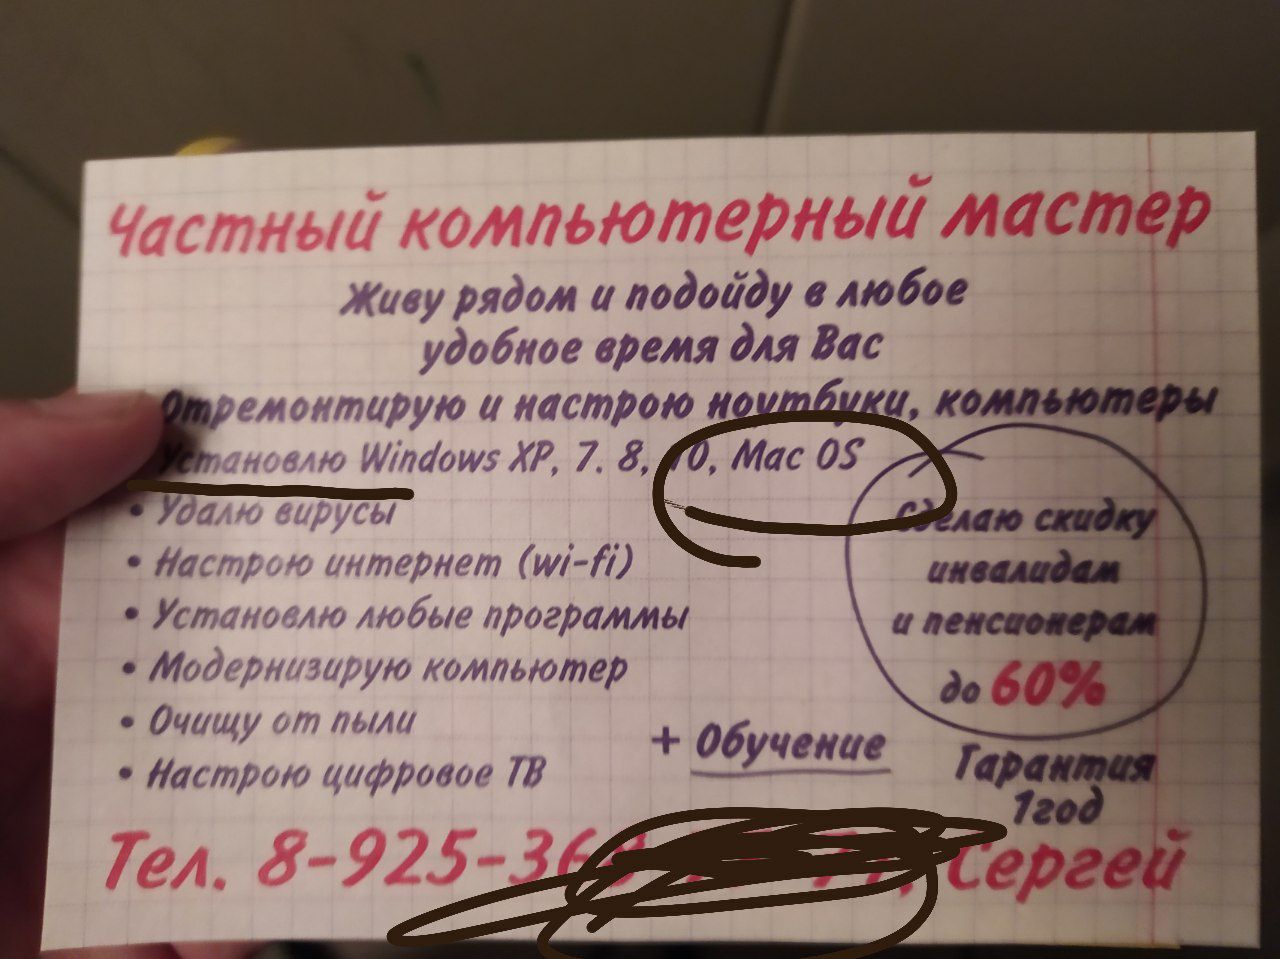 Частный компьютерный мастер
Живу рядом и подойду в любое
удобное время для Вас
Отремонтирую и настрою ноутбуки, компьютеры
Установлю Windows XP, 7. 8, 10, Mac OS
• Удалю вирусы
• Настрою интернет (wi-fi)
• Установлю любые программы
• Модернизирую компьютер
• Очищу от пыли
• Настрою цифровое ТВ
Сделаю скидку
инвалидам
и пенсионерам
до 60%
+ Обучение
Гарантия
1год
Тел. 8-925-36 Сергей